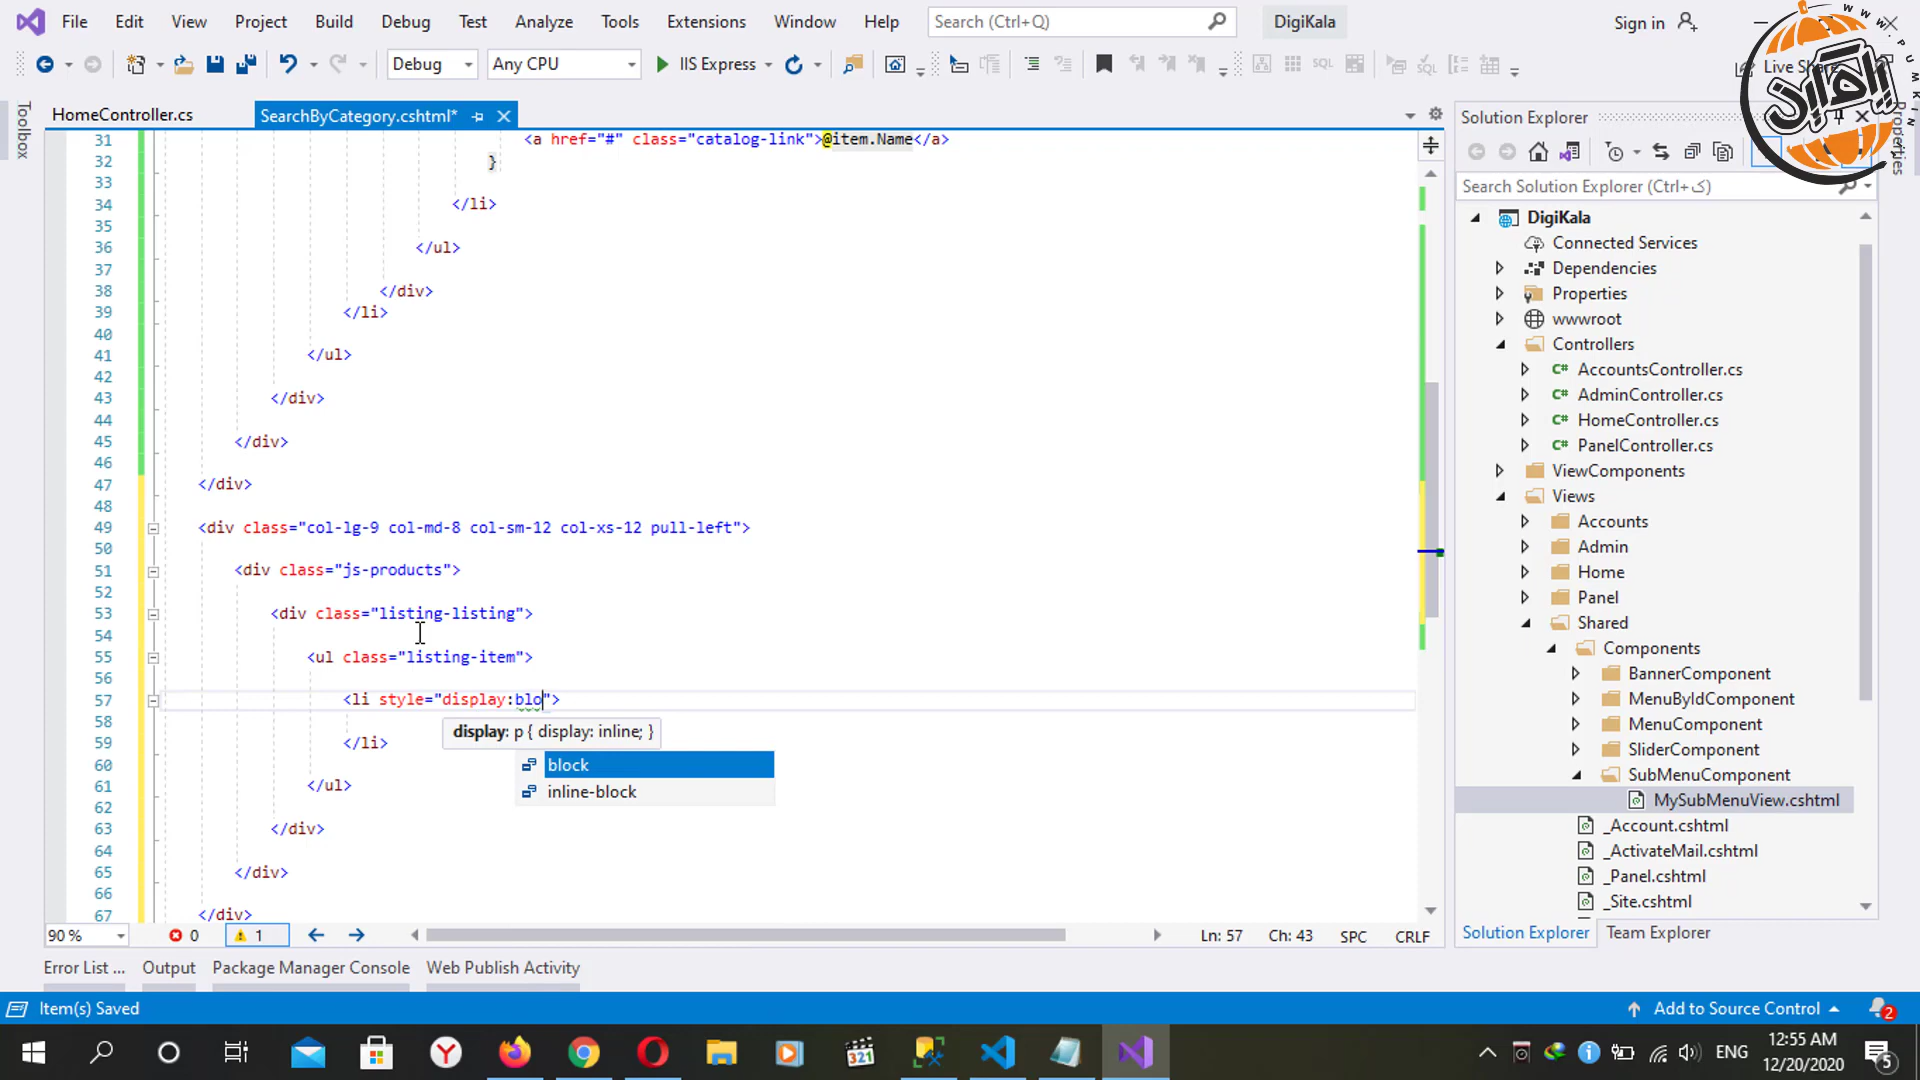 File Edit View Project Build Debug Test Analyze Tools Extensions Window Help Search (Ctrl+Q) DigiKala Sign in
Debug Any CPU IIS Express Live Share
HomeController.cs SearchByCategory.cshtml*
Toolbox
31 <a href="#" class="catalog-link">@item.Name</a>
32 }
33
34 </li>
35
36 </ul>
37
38 </div>
39 </li>
40
41 </ul>
42
43 </div>
44
45 </div>
46
47 </div>
48
49 <div class="col-lg-9 col-md-8 col-sm-12 col-xs-12 pull-left">
50
51 <div class="js-products">
52
53 <div class="listing-listing">
54
55 <ul class="listing-item">
56
57 <li style="display:blo">
58 display: p { display: inline; }
59 </li>
block
60
inline-block
61 </ul>
62
63 </div>
64
65 </div>
66
67 </div>
90 % 0 1 Ln: 57 Ch: 43 SPC CRLF
Error List ... Output Package Manager Console Web Publish Activity
Solution Explorer
Search Solution Explorer (Ctrl+ک)
DigiKala
Connected Services
Dependencies
Properties
wwwroot
Controllers
AccountsController.cs
AdminController.cs
HomeController.cs
PanelController.cs
ViewComponents
Views
Accounts
Admin
Home
Panel
Shared
Components
BannerComponent
MenuByIdComponent
MenuComponent
SliderComponent
SubMenuComponent
MySubMenuView.cshtml
_Account.cshtml
_ActivateMail.cshtml
_Panel.cshtml
_Site.cshtml
Solution Explorer Team Explorer
Properties
Item(s) Saved Add to Source Control 2
321 ENG 12:55 AM
12/20/2020 5